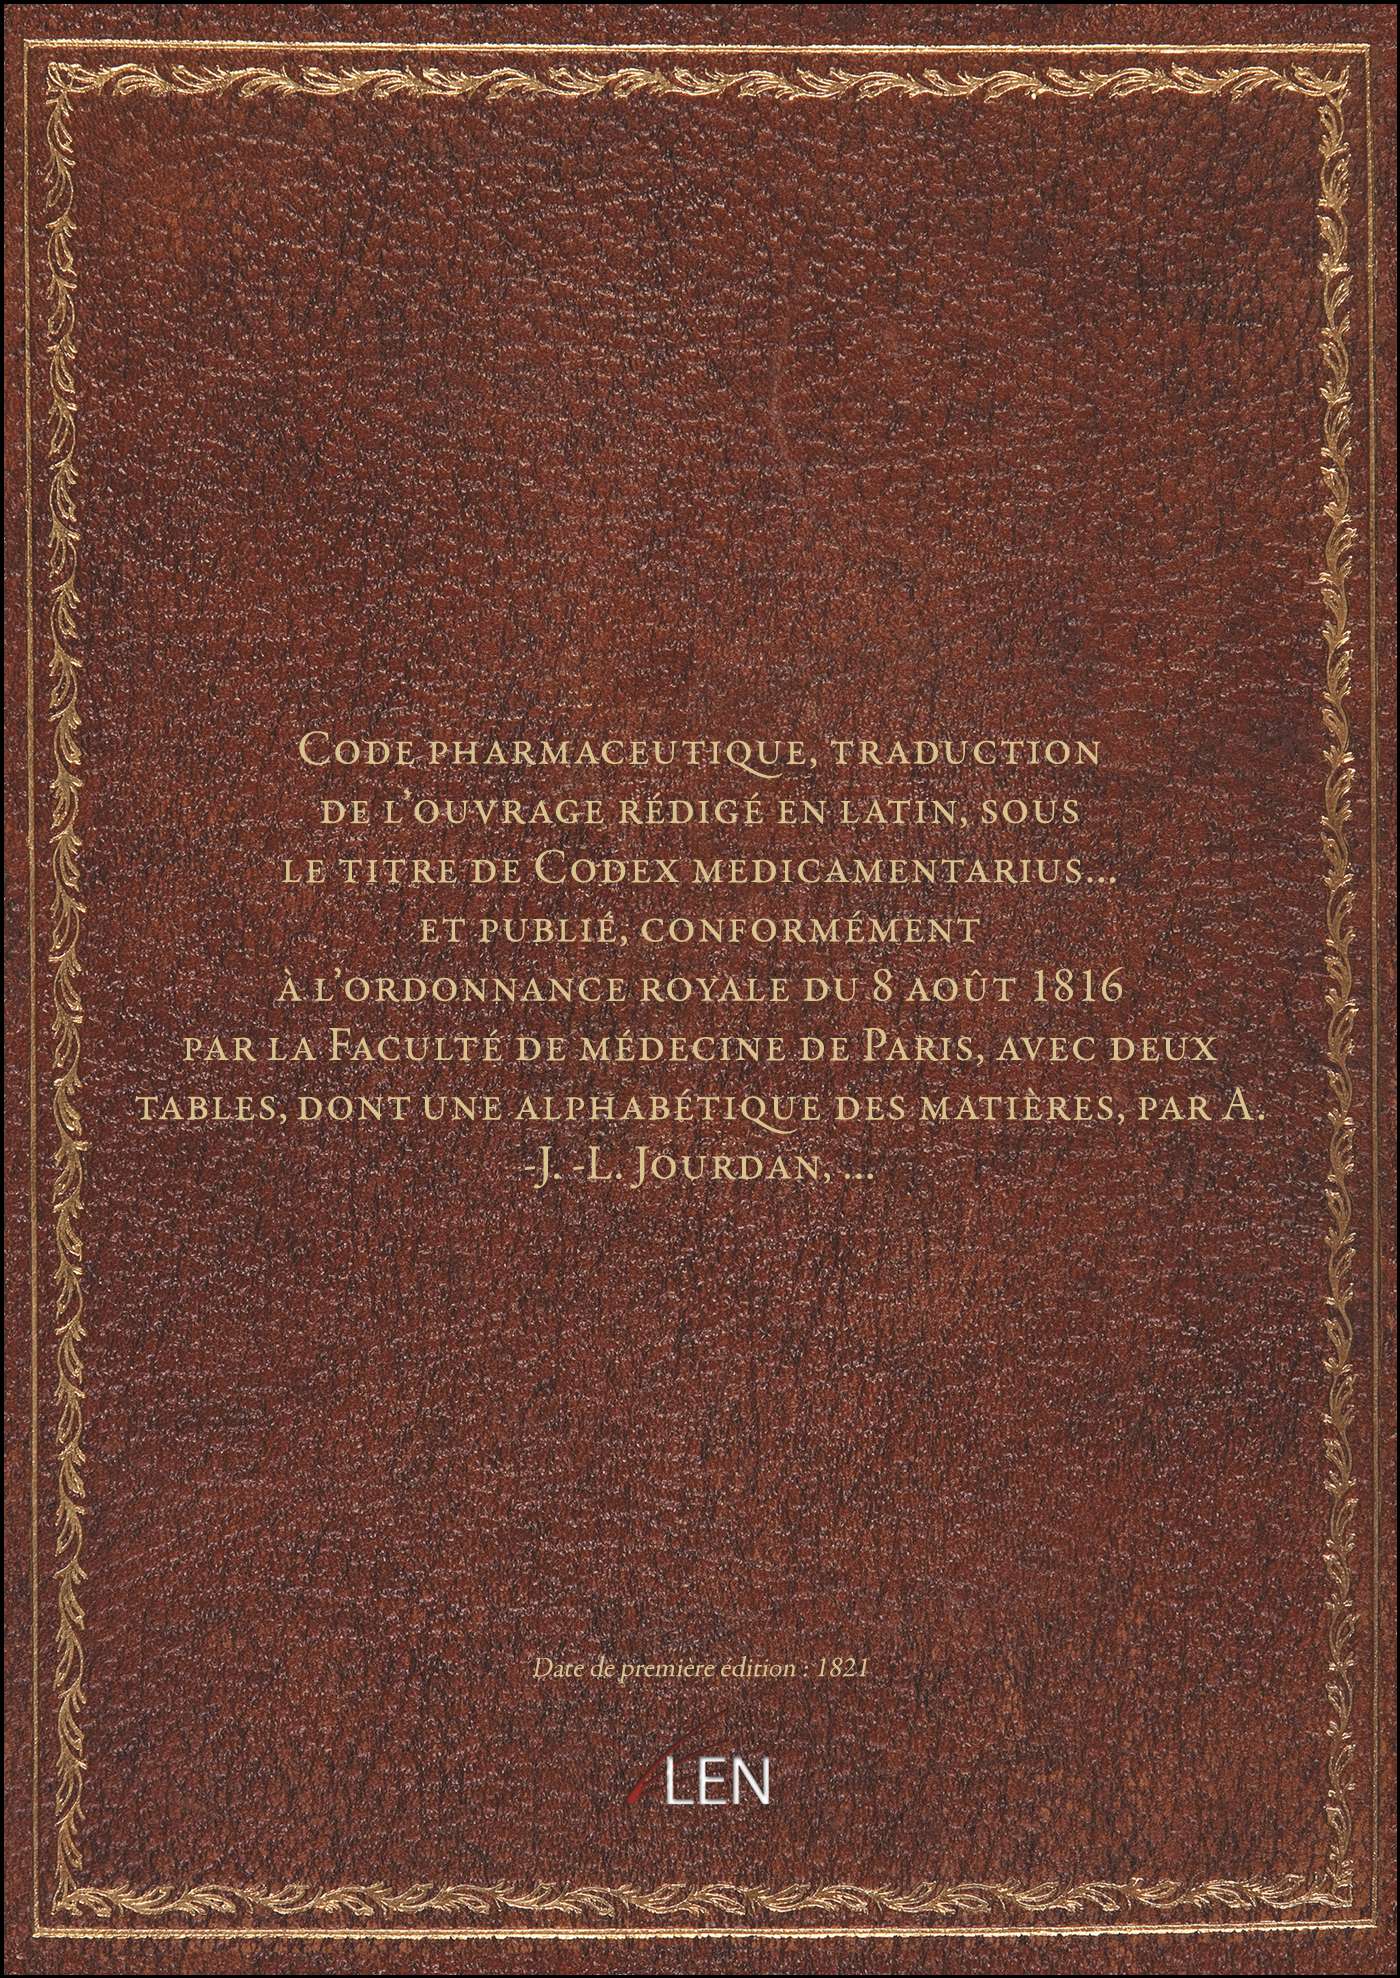 Code pharmaceutique, traduction
de l'ouvrage rédigé en latin, sous
le titre de Codex medicamentarius...
et publié, conformément
à l'ordonnance royale du 8 août 1816
par la Faculté de médecine de Paris, avec deux
tables, dont une alphabétique des matières, par A.
-J. -L. Jourdan, ...
Date de première édition : 1821
LEN